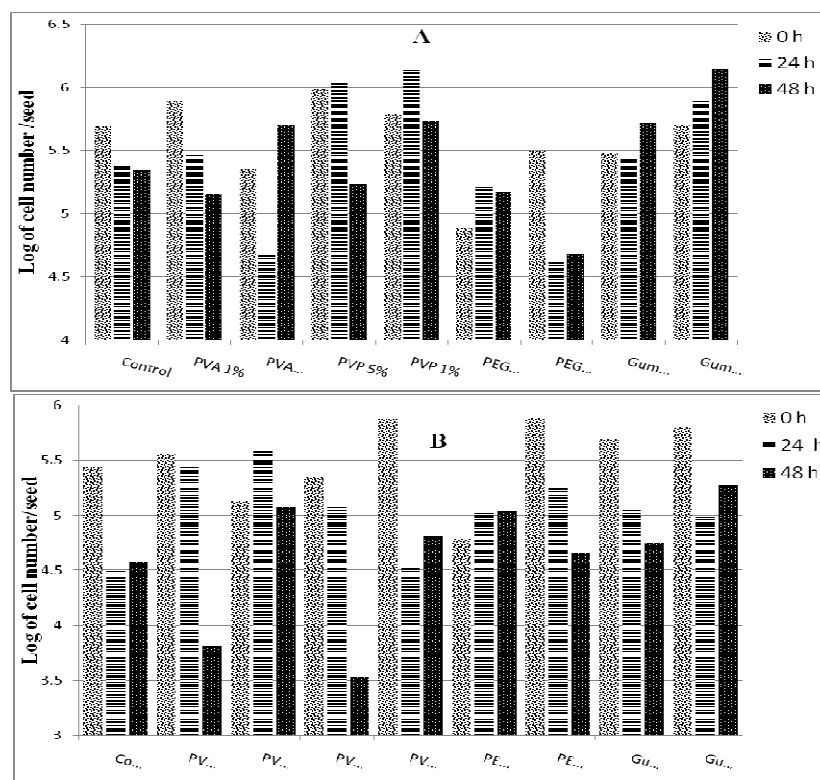 A
Log of cell number /seed
6.5
6
5.5
5
4.5
4
0 h
24 h
48 h
Control
PVA 1%
PVA...
PVP 5%
PVP 1%
PEG...
PEG...
Gum...
Gum...
B
Log of cell number/seed
6
5.5
5
4.5
4
3.5
3
0 h
24 h
48 h
Co...
PV...
PV...
PV...
PV...
PE...
PE...
Gu...
Gu...